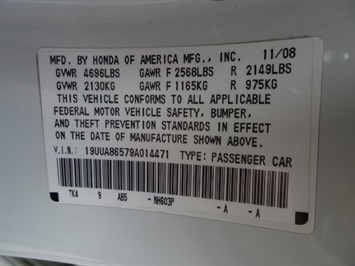 MFD. BY HONDA OF AMERICA MFG., INC. 11/08
GVWR 4696LBS GAWR F 2568LBS R 2149LBS
GVWR 2130KG GAWR F 1165KG R 975KG
THIS VEHICLE CONFORMS TO ALL APPLICABLE
FEDERAL MOTOR VEHICLE SAFETY, BUMPER,
AND THEFT PREVENTION STANDARDS IN EFFECT
ON THE DATE OF MANUFACTURE SHOWN ABOVE.
V.I.N.: 19UUA86579A014471 TYPE: PASSENGER CAR
TK4 9 AB5 -NH603P -A -A